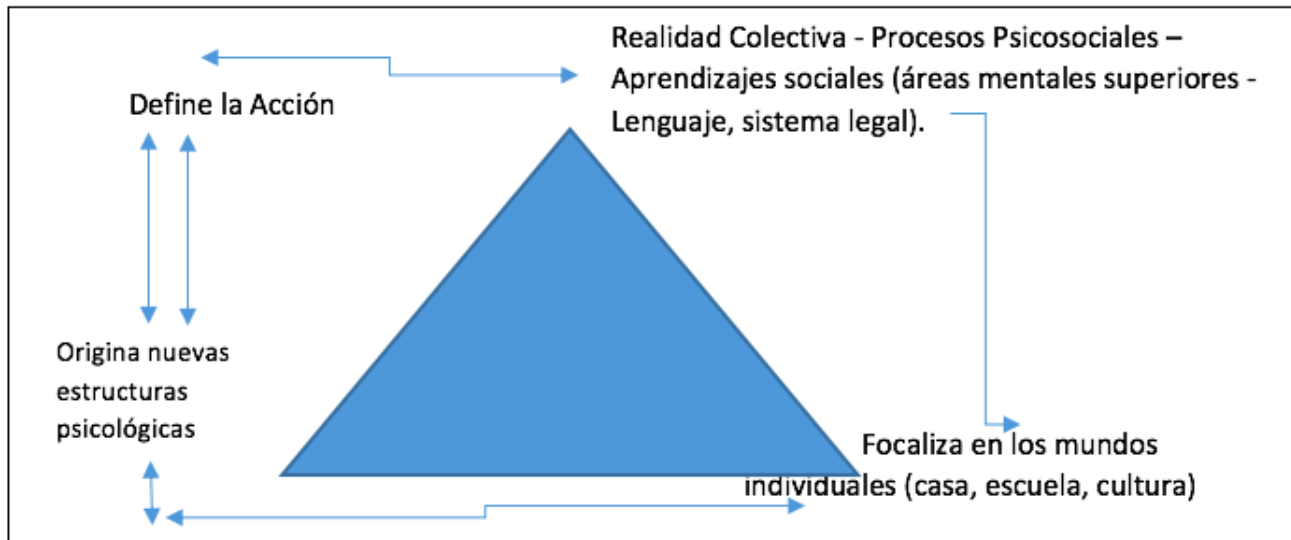 Realidad Colectiva - Procesos Psicosociales –
Aprendizajes sociales (áreas mentales superiores -
Lenguaje, sistema legal).
Define la Acción
Origina nuevas
estructuras
psicológicas
Focaliza en los mundos
individuales (casa, escuela, cultura)